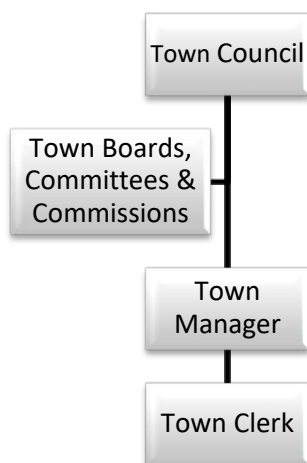 Town Council
Town Boards,
Committees &
Commissions
Town
Manager
Town Clerk